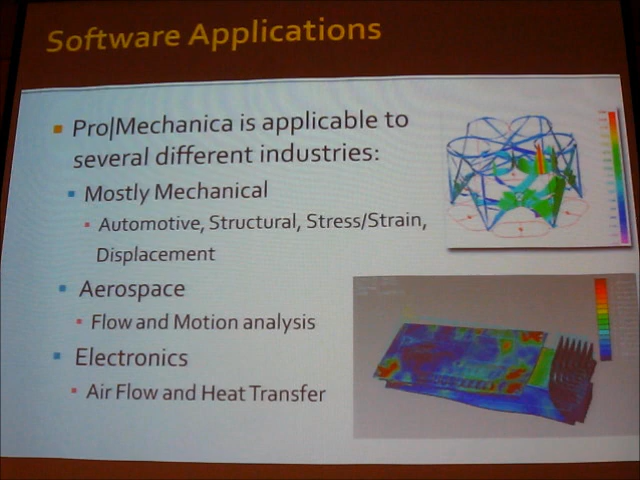 Software Applications
Pro|Mechanica is applicable to
several different industries:
Mostly Mechanical
Automotive, Structural, Stress/Strain,
Displacement
Aerospace
Flow and Motion analysis
Electronics
Air Flow and Heat Transfer